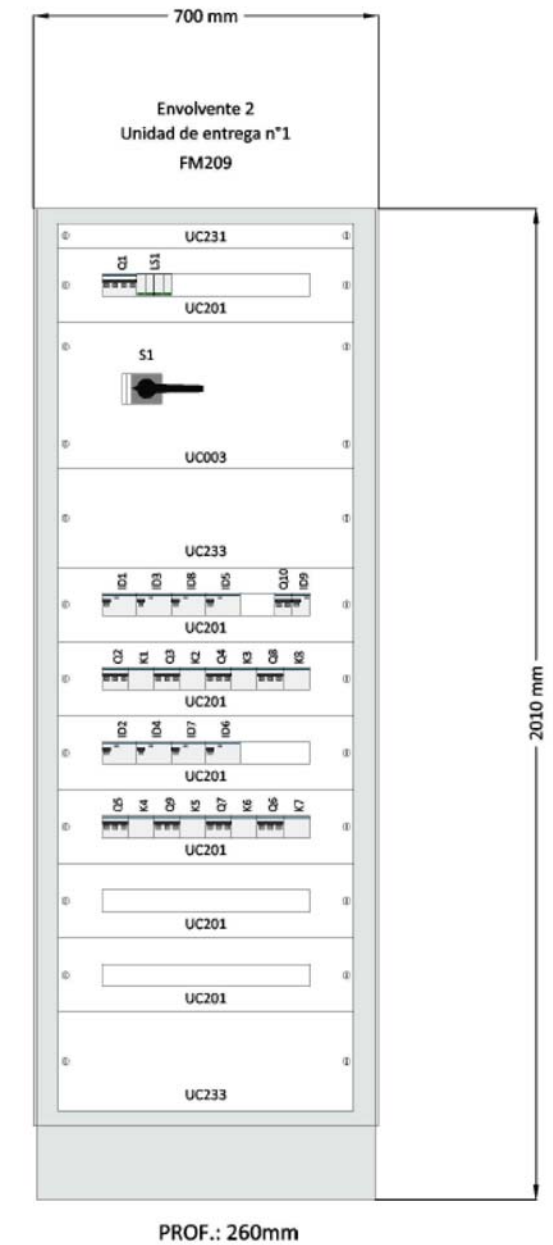 700 mm
Envolvente 2
Unidad de entrega n°1
FM209
UC231
Q1 LS1
UC201
S1
UC003
UC233
ID1 ID3 ID8 ID5 Q10 ID9
UC201
Q2 K1 Q3 K2 Q4 K3 Q8 K8
UC201
ID2 ID4 ID7 ID6
UC201
Q5 K4 Q9 K5 Q7 K6 Q6 K7
UC201
UC201
UC201
UC233
2010 mm
PROF.: 260mm